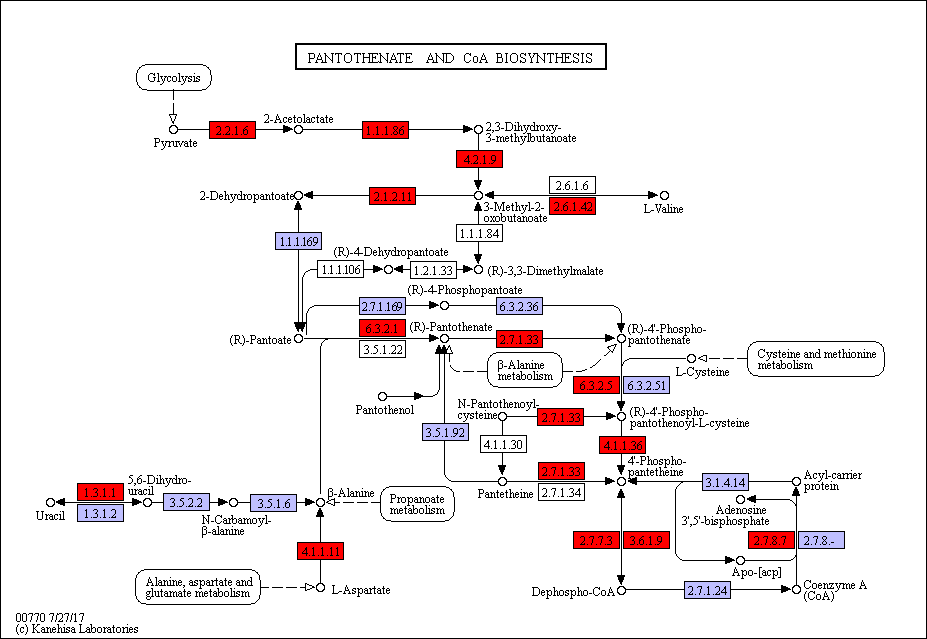 PANTOTHENATE AND CoA BIOSYNTHESIS
Glycolysis
2-Acetolactate
2.2.1.6
1.1.1.86
2,3-Dihydroxy-
3-methylbutanoate
Pyruvate
4.2.1.9
2.6.1.6
2-Dehydropantoate
2.1.2.11
2.6.1.42
3-Methyl-2-
oxobutanoate
L-Valine
1.1.1.84
1.1.1.169
(R)-4-Dehydropantoate
1.1.1.106
1.2.1.33
(R)-3,3-Dimethylmalate
(R)-4-Phosphopantoate
2.7.1.169
6.3.2.36
6.3.2.1
(R)-Pantothenate
(R)-4'-Phospho-
pantothenate
(R)-Pantoate
2.7.1.33
3.5.1.22
β-Alanine
metabolism
Cysteine and methionine
metabolism
L-Cysteine
6.3.2.5
6.3.2.51
Pantothenol
N-Pantothenoyl-
cysteine
2.7.1.33
(R)-4'-Phospho-
pantothenoyl-L-cysteine
3.5.1.92
4.1.1.30
4.1.1.36
4'-Phospho-
pantetheine
2.7.1.33
Pantetheine
2.7.1.34
3.1.4.14
Acyl-carrier
protein
5,6-Dihydro-
uracil
1.3.1.1
β-Alanine
Uracil
1.3.1.2
3.5.2.2
3.5.1.6
N-Carbamoyl-
β-alanine
Propanoate
metabolism
Adenosine
3',5'-bisphosphate
4.1.1.11
2.7.7.3
3.6.1.9
2.7.8.7
2.7.8.-
Apo-[acp]
Alanine, aspartate and
glutamate metabolism
L-Aspartate
Dephospho-CoA
2.7.1.24
Coenzyme A
(CoA)
00770 7/27/17
(c) Kanehisa Laboratories